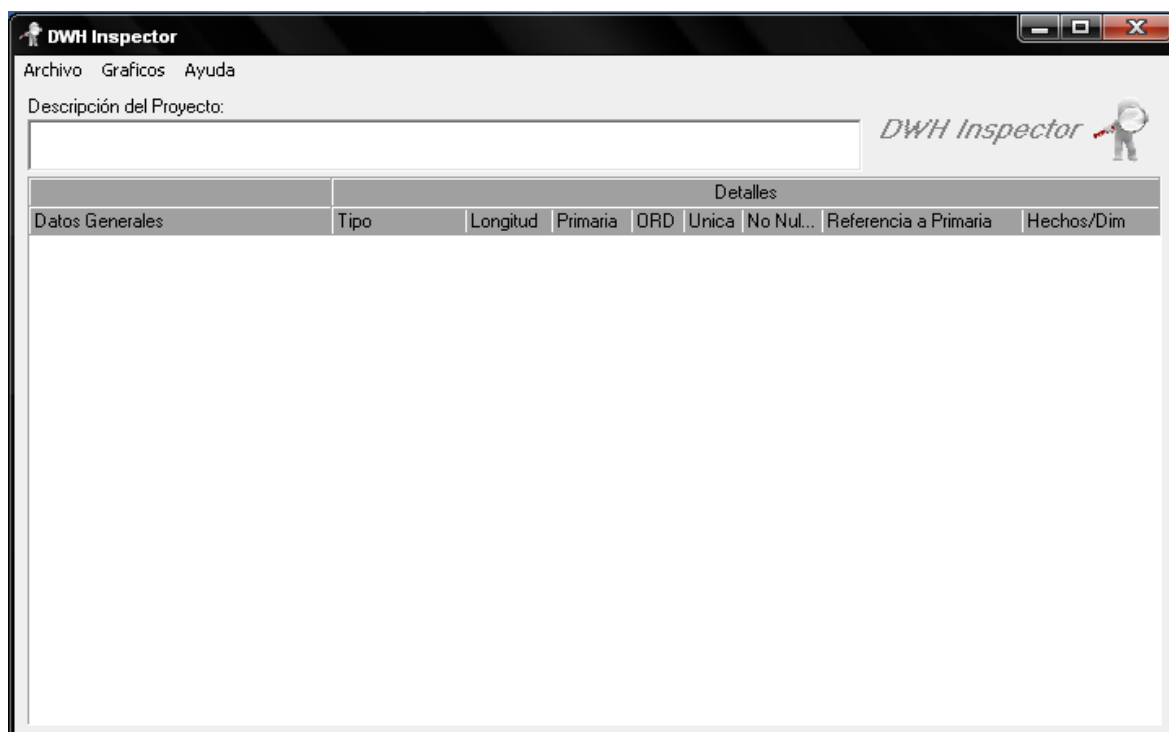 DWH Inspector
Archivo Graficos Ayuda
Descripción del Proyecto:
DWH Inspector
Detalles
Datos Generales Tipo Longitud Primaria ORD Unica No Nul... Referencia a Primaria Hechos/Dim